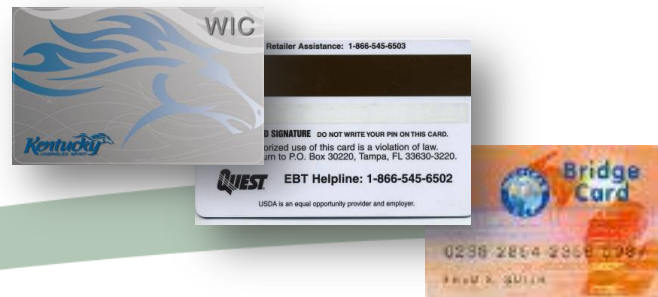 WIC
Kentucky
UNBRIDLED SPIRIT
Retailer Assistance: 1-866-545-6503
D SIGNATURE DO NOT WRITE YOUR PIN ON THIS CARD.
orized use of this card is a violation of law.
urn to P.O. Box 30220, Tampa, FL 33630-3220.
QUEST. EBT Helpline: 1-866-545-6502
USDA is an equal opportunity provider and employer.
Bridge
Card